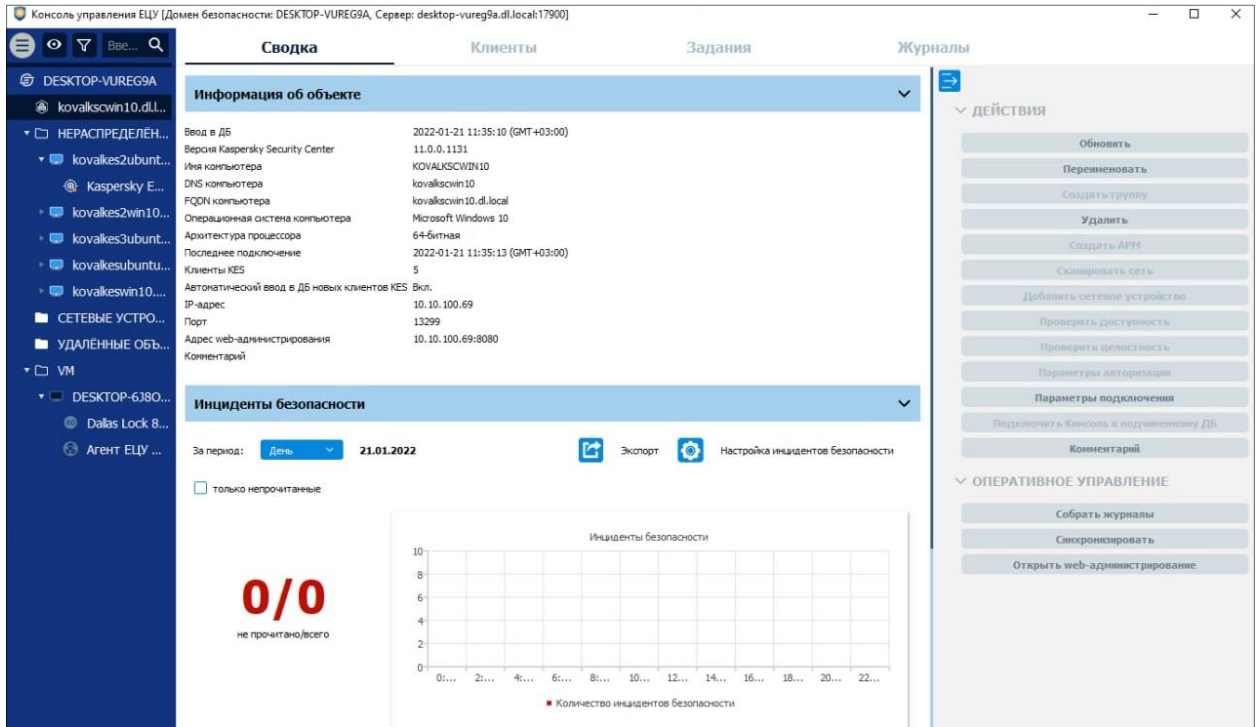 Консоль управления ЕЦУ [Домен безопасности: DESKTOP-VUREG9A, Сервер: desktop-vureg9a.dl.local:17900]
Вве...
Сводка
Клиенты
Задания
Журналы
DESKTOP-VUREG9A
kovalkscwin10.dl.l...
НЕРАСПРЕДЕЛЁН...
kovalkes2ubunt...
Kaspersky E...
kovalkes2win10...
kovalkes3ubunt...
kovalkesubuntu...
kovalkeswin10....
СЕТЕВЫЕ УСТРО...
УДАЛЁННЫЕ ОБЪ...
VM
DESKTOP-6J8O...
Dallas Lock 8...
Агент ЕЦУ ...
Информация об объекте
Ввод в ДБ 2022-01-21 11:35:10 (GMT+03:00)
Версия Kaspersky Security Center 11.0.0.1131
Имя компьютера KOVALKSCWIN10
DNS компьютера kovalkscwin10
FQDN компьютера kovalkscwin10.dl.local
Операционная система компьютера Microsoft Windows 10
Архитектура процессора 64-битная
Последнее подключение 2022-01-21 11:35:13 (GMT+03:00)
Клиенты KES 5
Автоматический ввод в ДБ новых клиентов KES Вкл.
IP-адрес 10.10.100.69
Порт 13299
Адрес web-администрирования 10.10.100.69:8080
Комментарий
Инциденты безопасности
За период: День 21.01.2022 Экспорт Настройка инцидентов безопасности
только непрочитанные
0/0
не прочитано/всего
Инциденты безопасности
10
8
6
4
2
0
0:... 2:... 4:... 6:... 8:... 10... 12... 14... 16... 18... 20... 22...
Количество инцидентов безопасности
ДЕЙСТВИЯ
Обновить
Переименовать
Создать группу
Удалить
Создать АРМ
Сканировать сеть
Добавить сетевое устройство
Проверить доступность
Проверить целостность
Параметры авторизации
Параметры подключения
Подключить Консоль к подчиненному ДБ
Комментарий
ОПЕРАТИВНОЕ УПРАВЛЕНИЕ
Собрать журналы
Синхронизировать
Открыть web-администрирование